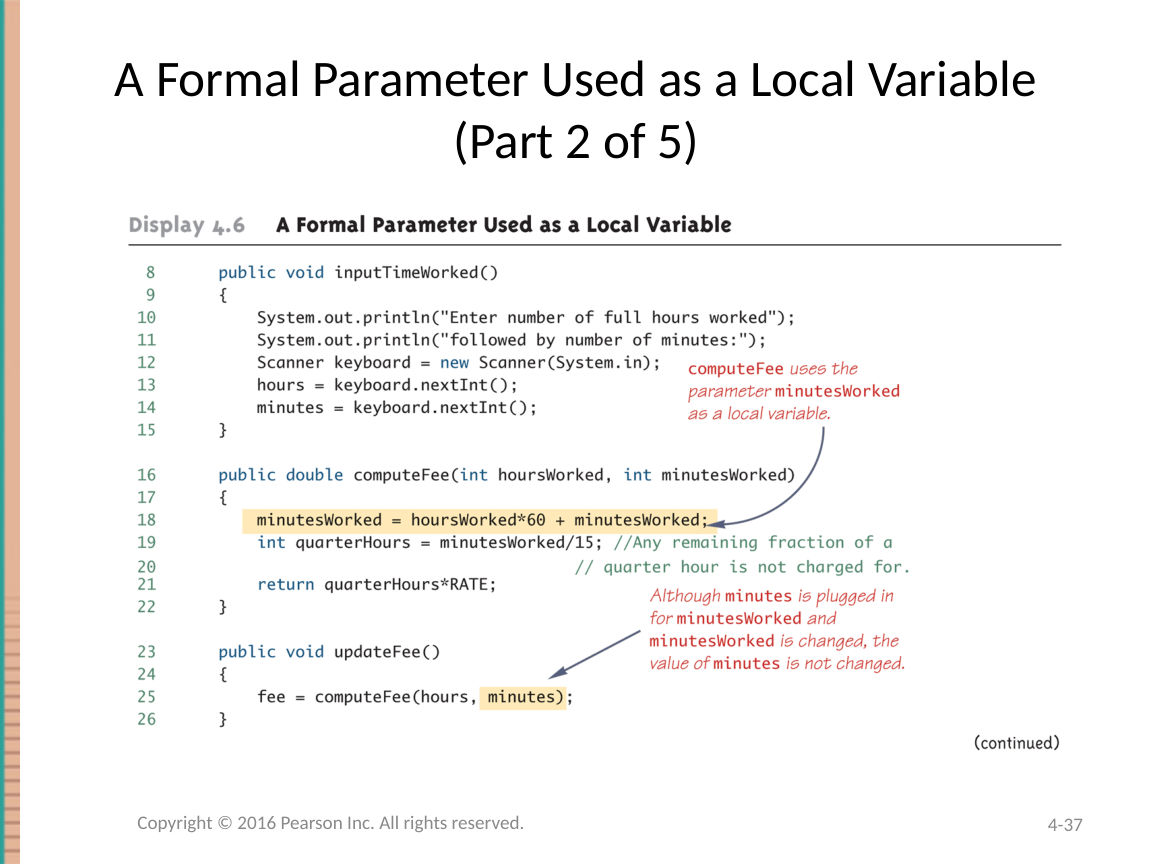 A Formal Parameter Used as a Local Variable
(Part 2 of 5)
Display 4.6 A Formal Parameter Used as a Local Variable
8 public void inputTimeWorked()
9 {
10 System.out.println("Enter number of full hours worked");
11 System.out.println("followed by number of minutes:");
12 Scanner keyboard = new Scanner(System.in);
13 hours = keyboard.nextInt();
14 minutes = keyboard.nextInt();
15 }
computeFee uses the
parameter minutesWorked
as a local variable.
16 public double computeFee(int hoursWorked, int minutesWorked)
17 {
18 minutesWorked = hoursWorked*60 + minutesWorked;
19 int quarterHours = minutesWorked/15; //Any remaining fraction of a
20 // quarter hour is not charged for.
21 return quarterHours*RATE;
22 }
Although minutes is plugged in
for minutesWorked and
minutesWorked is changed, the
value of minutes is not changed.
23 public void updateFee()
24 {
25 fee = computeFee(hours, minutes);
26 }
(continued)
Copyright © 2016 Pearson Inc. All rights reserved.
4-37